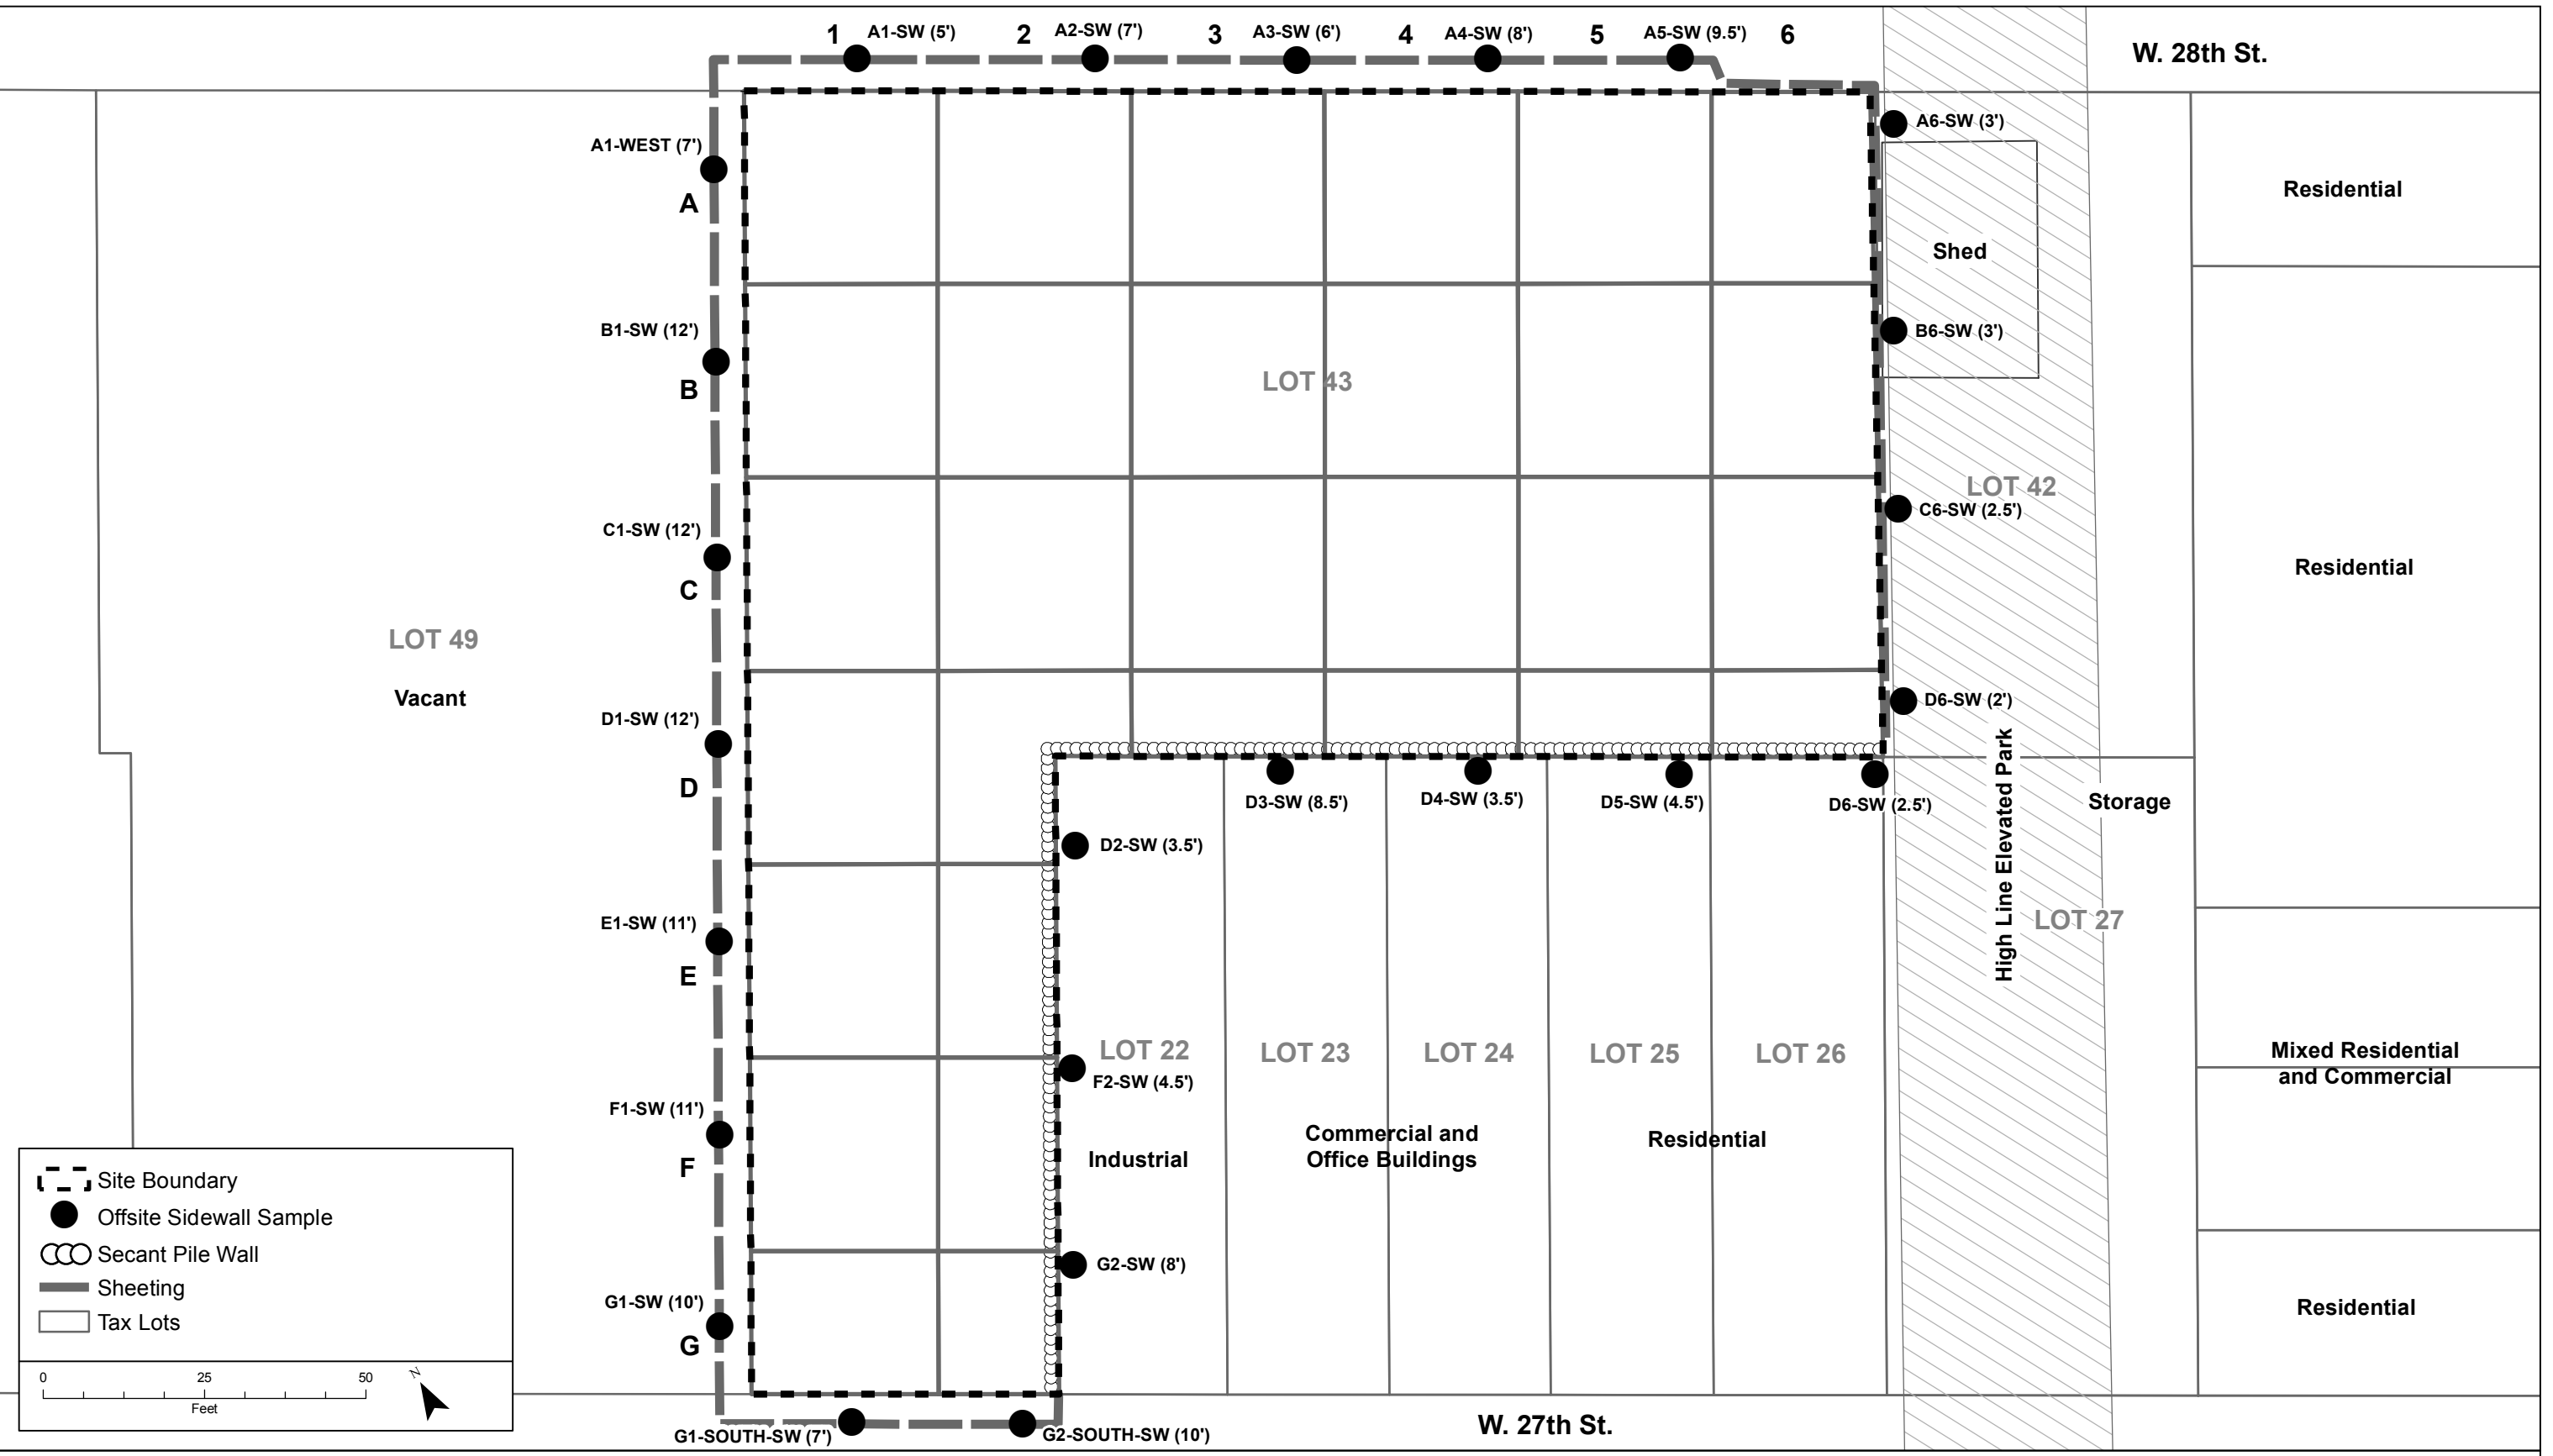 1
A1-SW (5')
2
A2-SW (7')
3
A3-SW (6')
4
A4-SW (8')
5
A5-SW (9.5')
6
W. 28th St.
A6-SW (3')
A1-WEST (7')
A
Residential
Shed
B1-SW (12')
B6-SW (3')
B
LOT 43
LOT 42
C6-SW (2.5')
C1-SW (12')
C
Residential
LOT 49
Vacant
D6-SW (2')
D1-SW (12')
D
D3-SW (8.5')
D4-SW (3.5')
D5-SW (4.5')
D6-SW (2.5')
High Line Elevated Park
Storage
D2-SW (3.5')
E1-SW (11')
E
LOT 27
LOT 22
LOT 23
LOT 24
LOT 25
LOT 26
Mixed Residential
and Commercial
F2-SW (4.5')
F1-SW (11')
F
Industrial
Commercial and
Office Buildings
Residential
G2-SW (8')
G1-SW (10')
G
Residential
Site Boundary
Offsite Sidewall Sample
Secant Pile Wall
Sheeting
Tax Lots
0
25
50
Feet
N
G1-SOUTH-SW (7')
G2-SOUTH-SW (10')
W. 27th St.